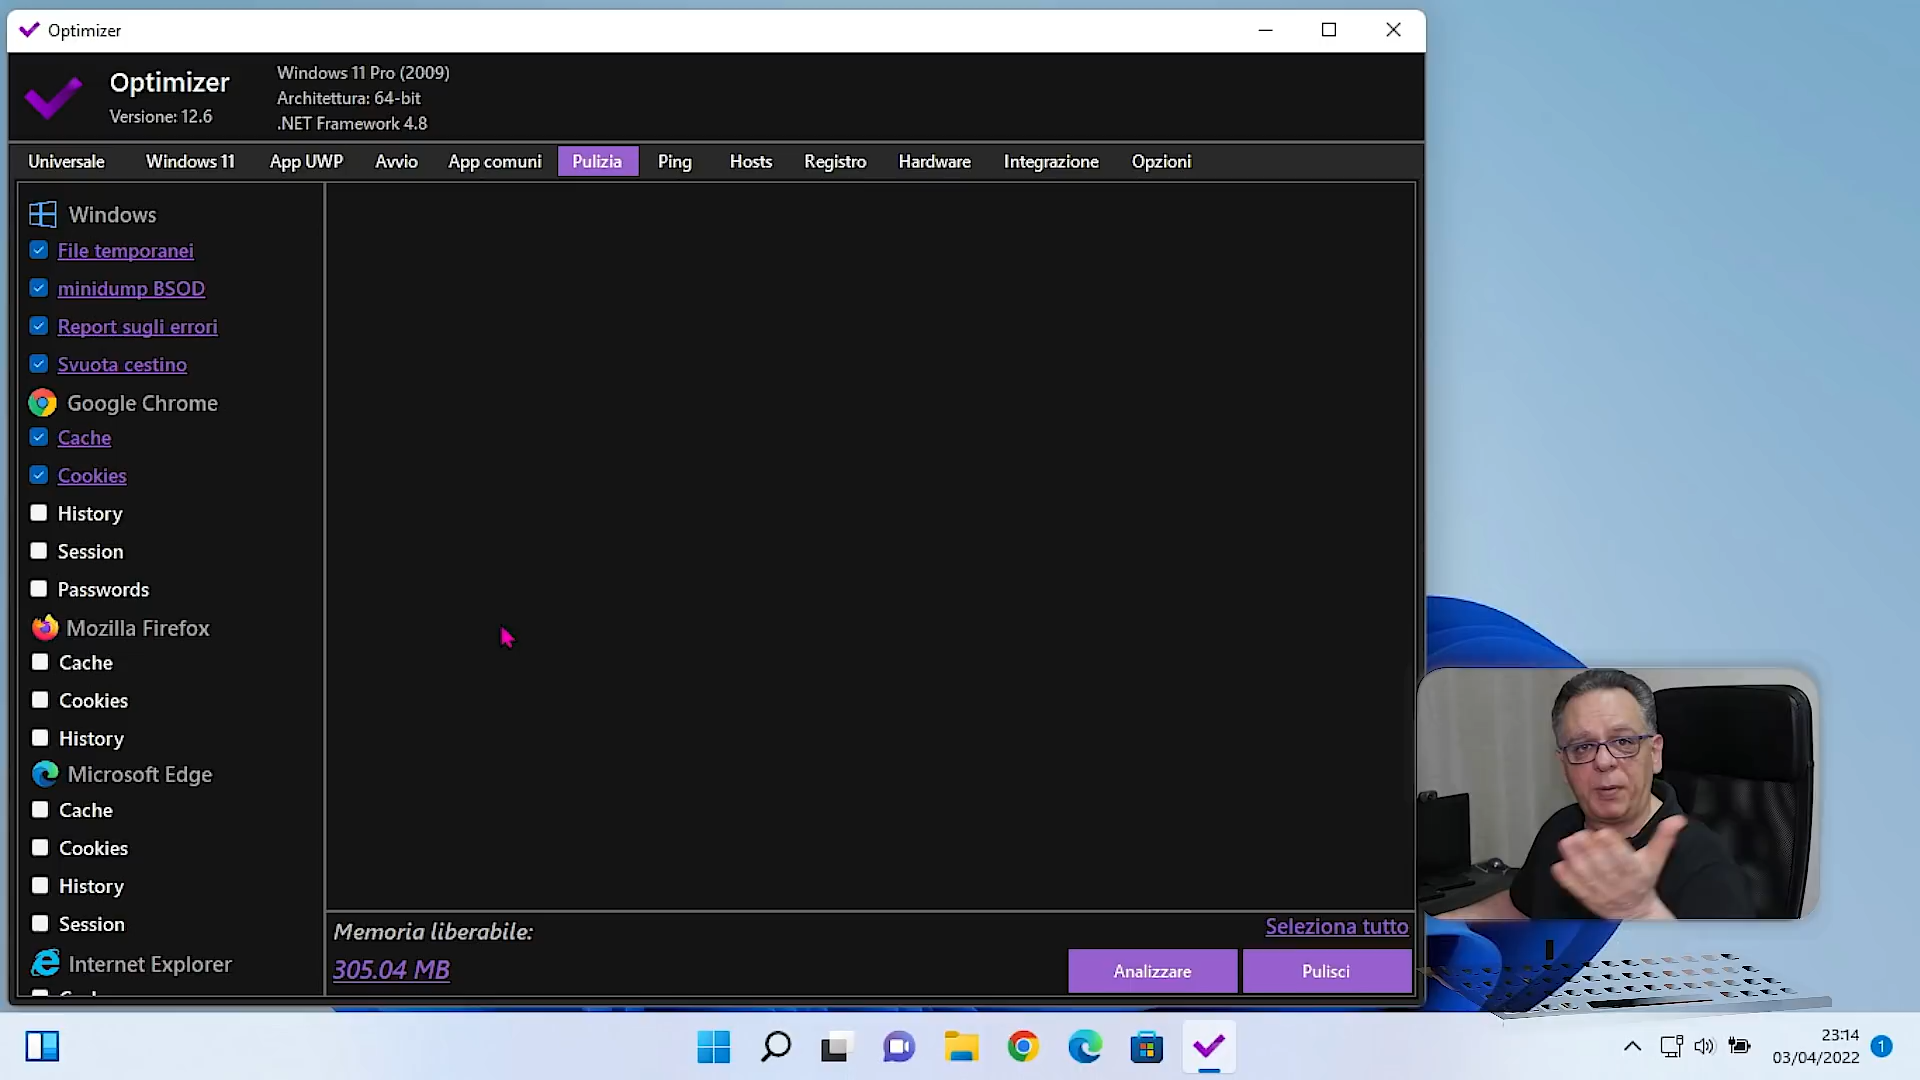 Optimizer
Optimizer
Versione: 12.6
Windows 11 Pro (2009)
Architettura: 64-bit
.NET Framework 4.8
Universale
Windows 11
App UWP
Avvio
App comuni
Pulizia
Ping
Hosts
Registro
Hardware
Integrazione
Opzioni
Windows
File temporanei
minidump BSOD
Report sugli errori
Svuota cestino
Google Chrome
Cache
Cookies
History
Session
Passwords
Mozilla Firefox
Cache
Cookies
History
Microsoft Edge
Cache
Cookies
History
Session
Internet Explorer
Memoria liberabile:
305.04 MB
Seleziona tutto
Analizzare
Pulisci
23:14
03/04/2022
1